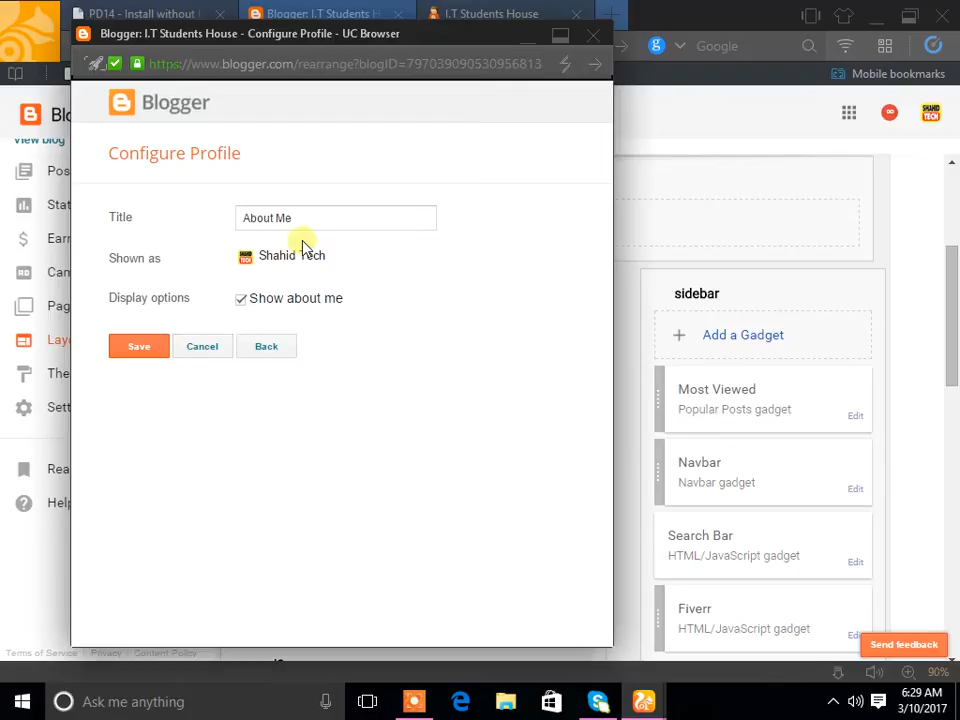 PD14 - Install without
Blogger: I.T Students H
I.T Students House
Blogger: I.T Students House - Configure Profile - UC Browser
https://www.blogger.com/rearrange?blogID=797039090530956813
Google
Mobile bookmarks
Blogger
Configure Profile
Title
About Me
Shown as
Shahid Tech
Display options
Show about me
Save
Cancel
Back
Blo
View blog
Pos
Stat
Earn
Cam
Pag
Layo
The
Sett
Rea
Help
SHAHID
TECH
sidebar
Add a Gadget
Most Viewed
Popular Posts gadget
Edit
Navbar
Navbar gadget
Edit
Search Bar
HTML/JavaScript gadget
Edit
Fiverr
HTML/JavaScript gadget
Send feedback
Terms of Service
Privacy
Content Policy
90%
Ask me anything
6:29 AM
3/10/2017